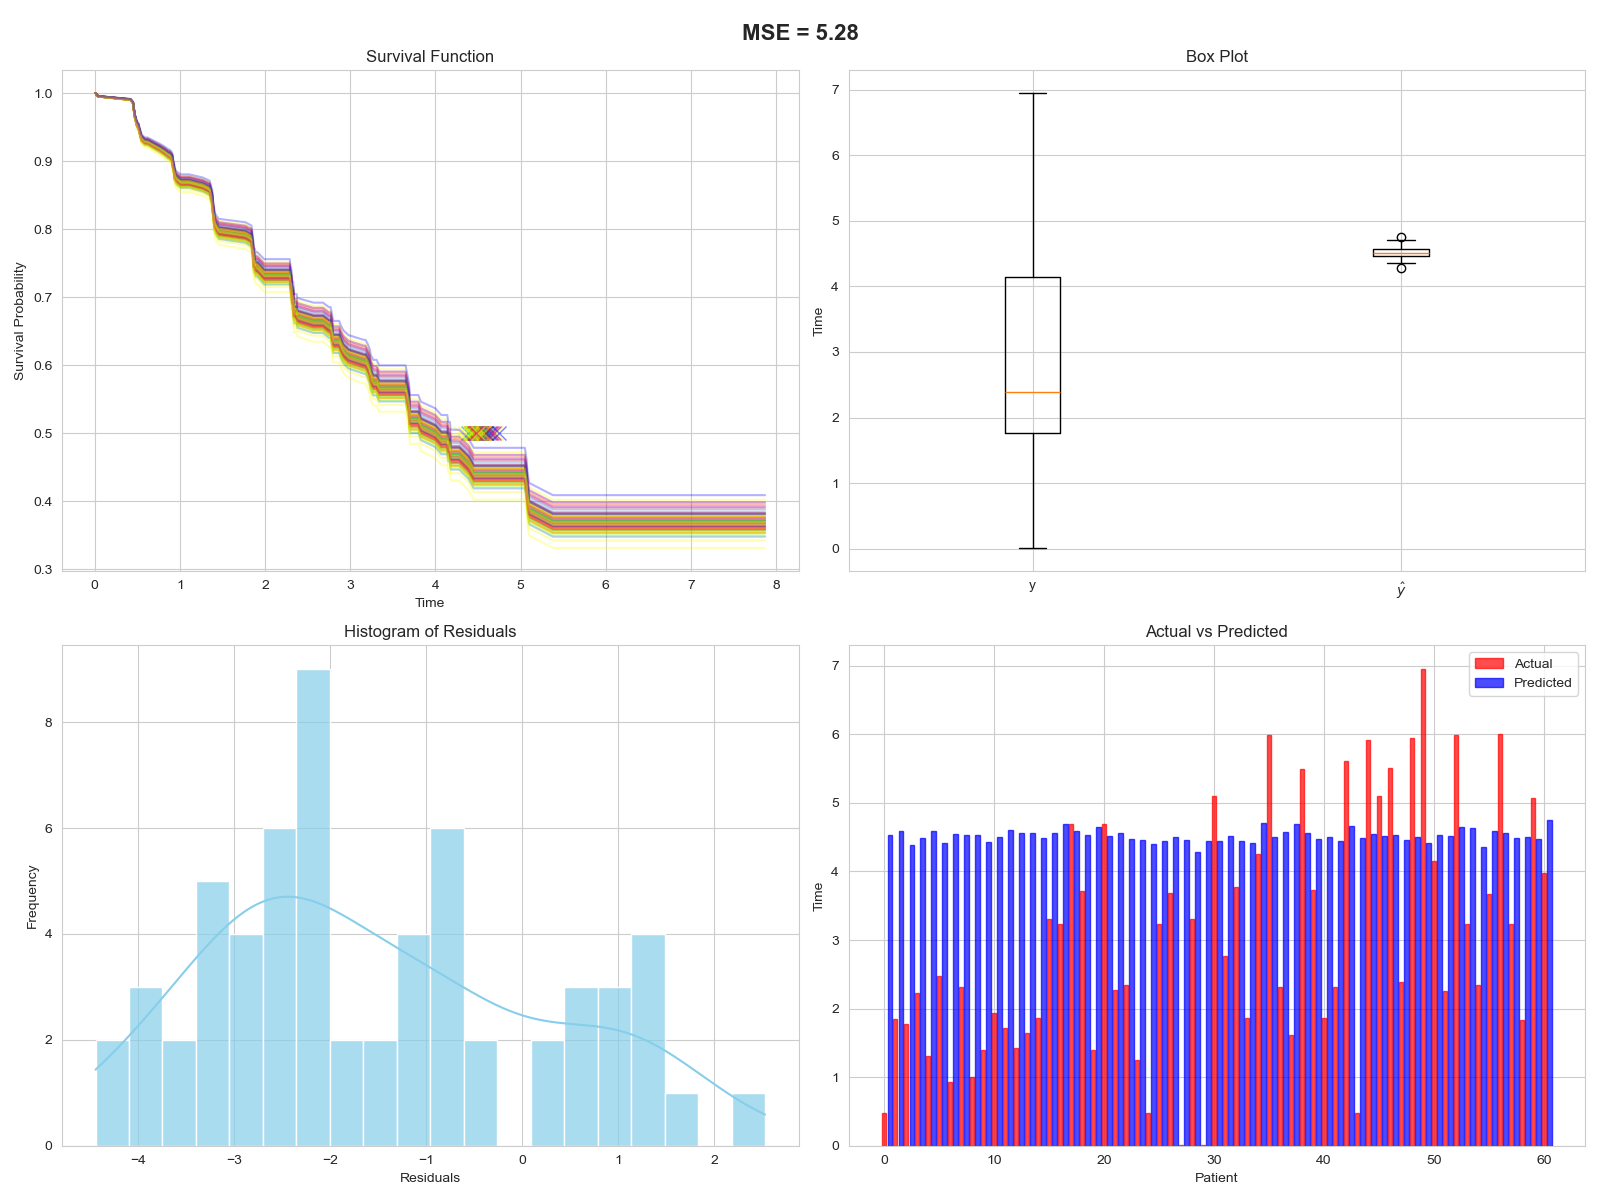 MSE = 5.28
Survival Function
Survival Probability
1.0
0.9
0.8
0.7
0.6
0.5
0.4
0.3
0 1 2 3 4 5 6 7 8
Time
Box Plot
Time
7
6
5
4
3
2
1
0
y ŷ
Histogram of Residuals
Frequency
8
6
4
2
0
−4 −3 −2 −1 0 1 2
Residuals
Actual vs Predicted
Actual
Predicted
Time
7
6
5
4
3
2
1
0
0 10 20 30 40 50 60
Patient